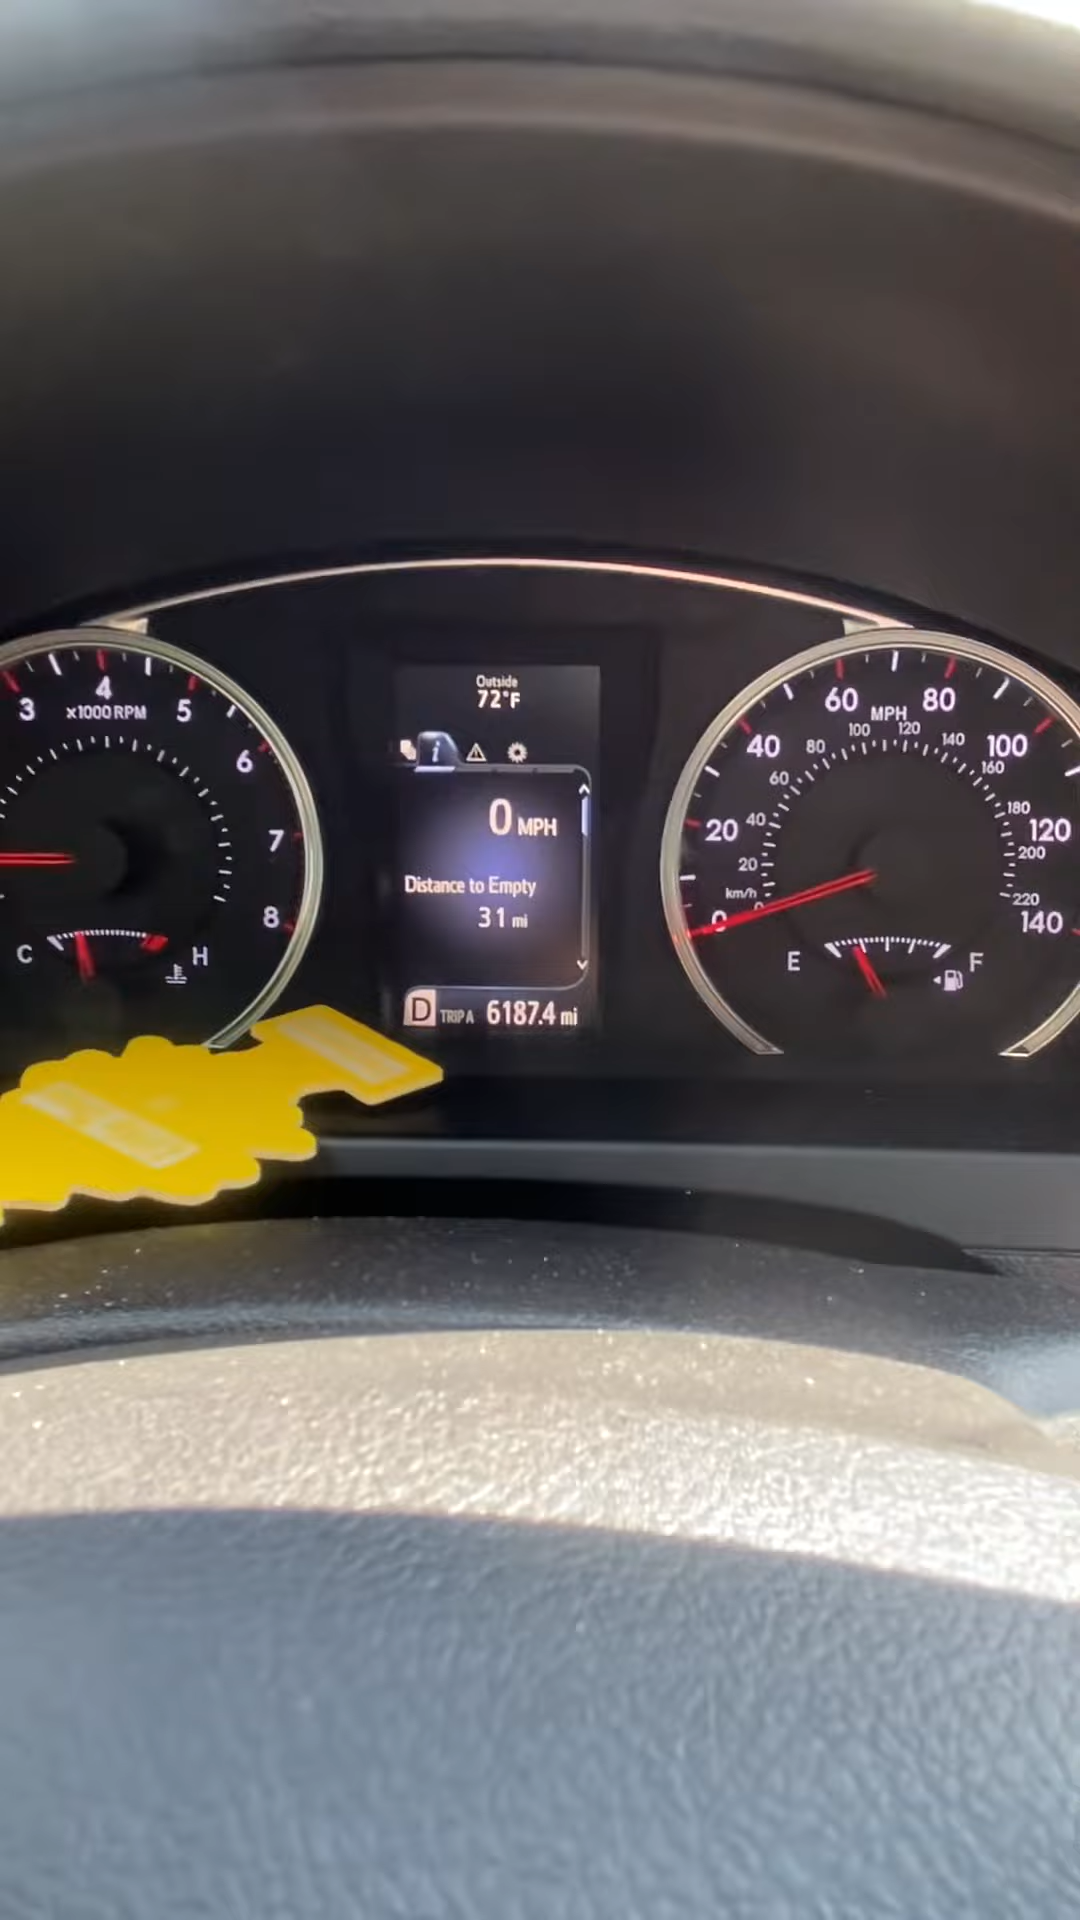 3 4 5 6 7 8
x1000 RPM
C H
Outside
72°F
i
0 MPH
Distance to Empty
31 mi
D TRIP A 6187.4 mi
0 20 40 60 80 100 120 140
MPH
km/h
0 20 40 60 80 100 120 140 160 180 200 220
E F